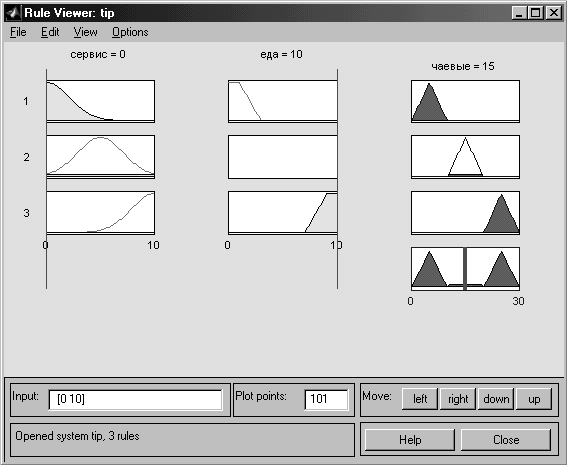 Rule Viewer: tip
File Edit View Options
сервис = 0 еда = 10 чаевые = 15
1
2
3
0 10 0 10
0 30
Input: [0 10] Plot points: 101 Move: left right down up
Opened system tip, 3 rules Help Close